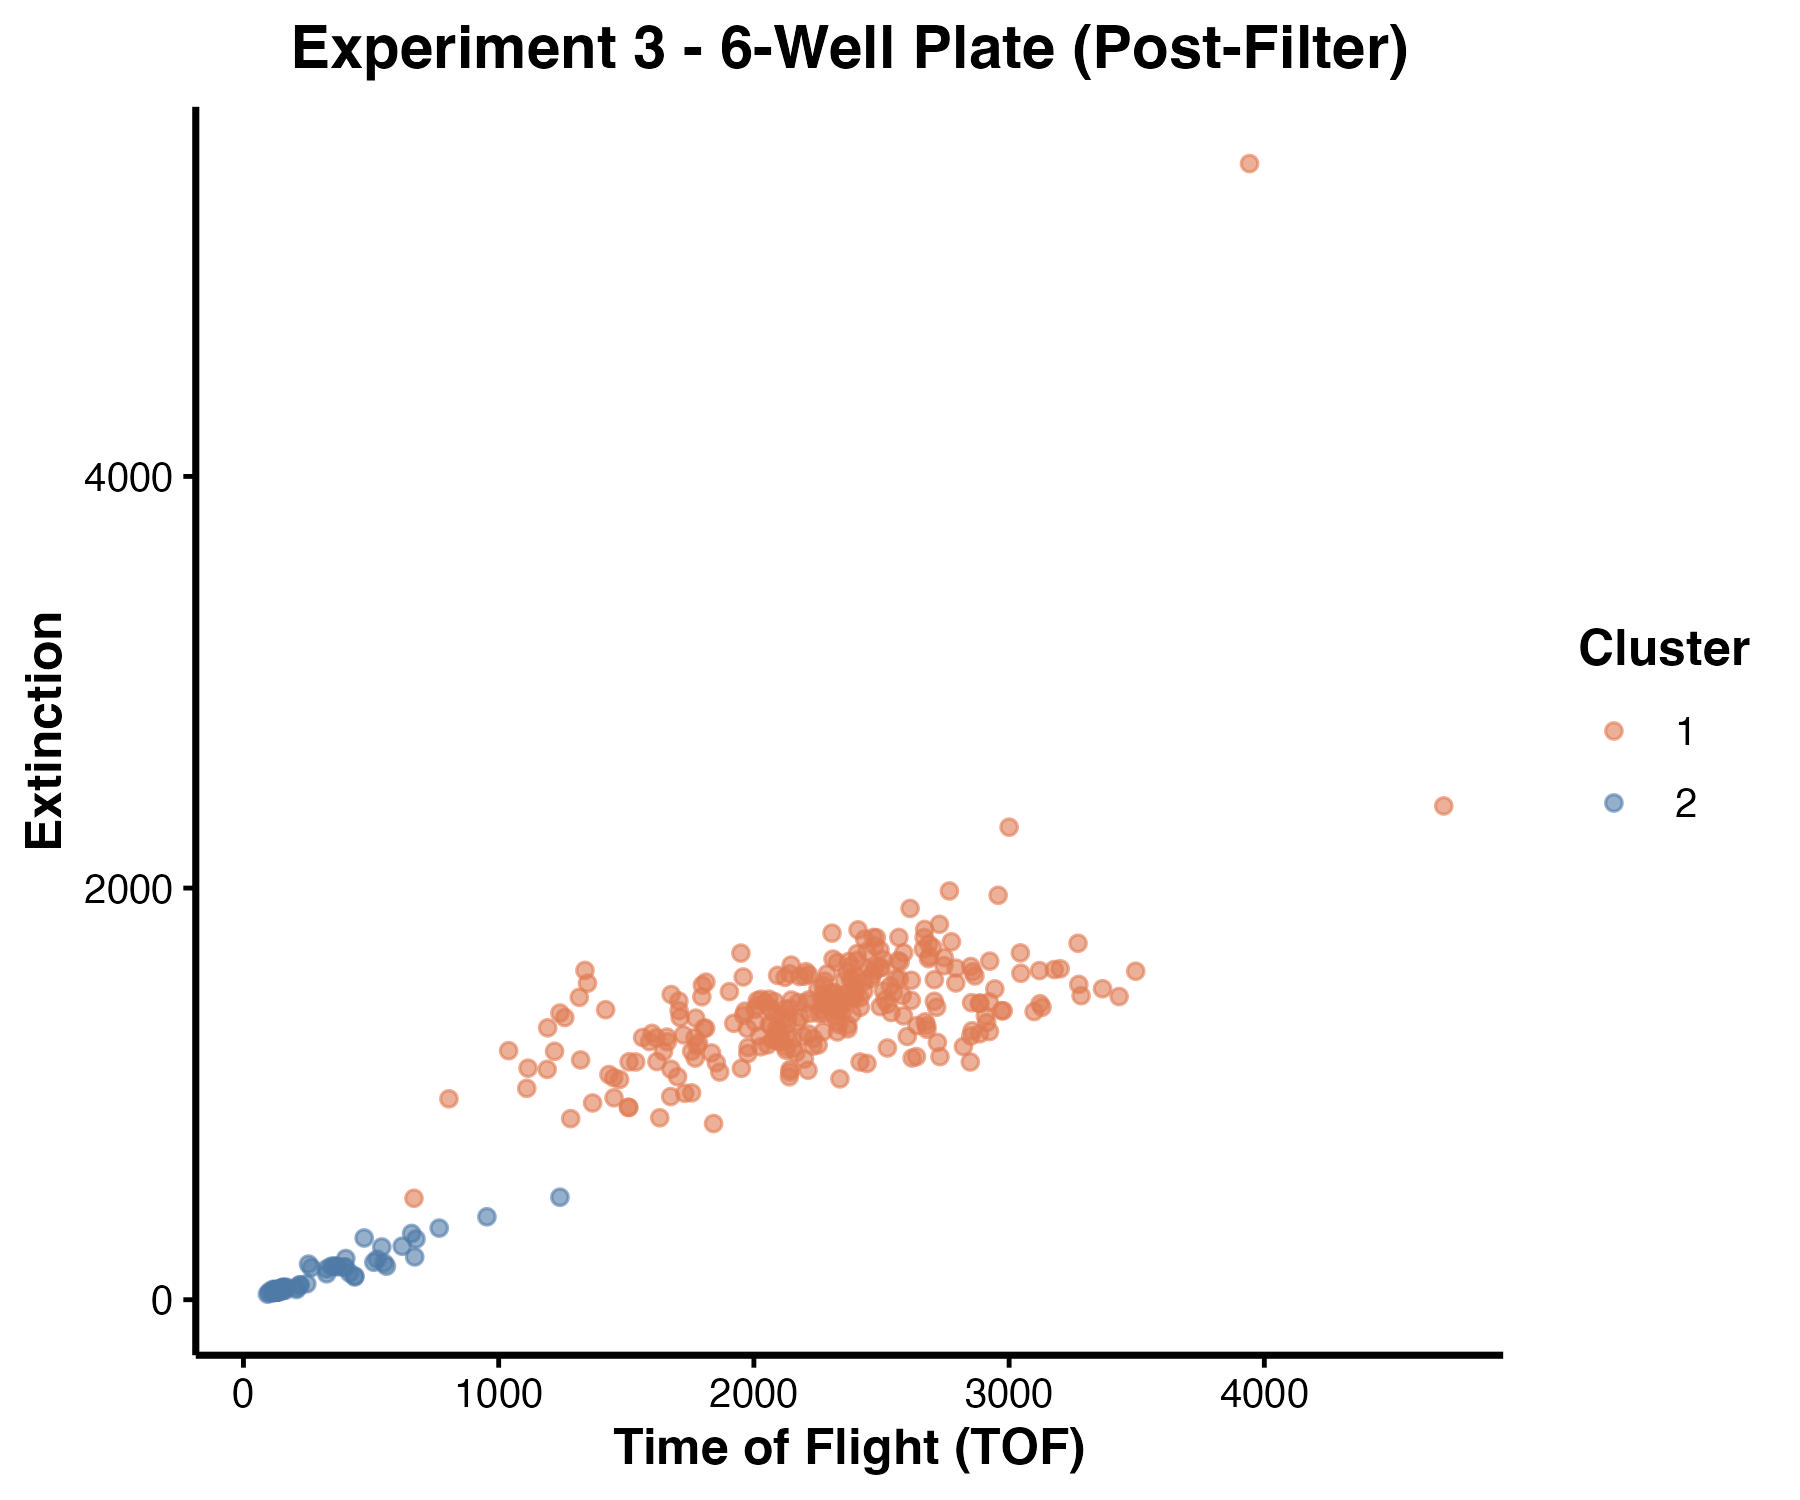 Experiment 3 - 6-Well Plate (Post-Filter)
Extinction
4000
2000
0
0 1000 2000 3000 4000
Time of Flight (TOF)
Cluster
1
2